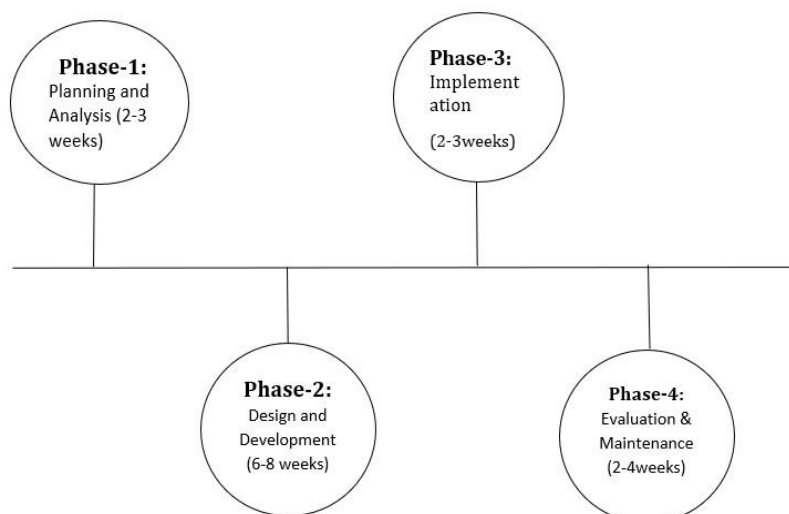 Phase-1:
Planning and
Analysis (2-3
weeks)
Phase-2:
Design and
Development
(6-8 weeks)
Phase-3:
Implement
ation
(2-3weeks)
Phase-4:
Evaluation &
Maintenance
(2-4weeks)